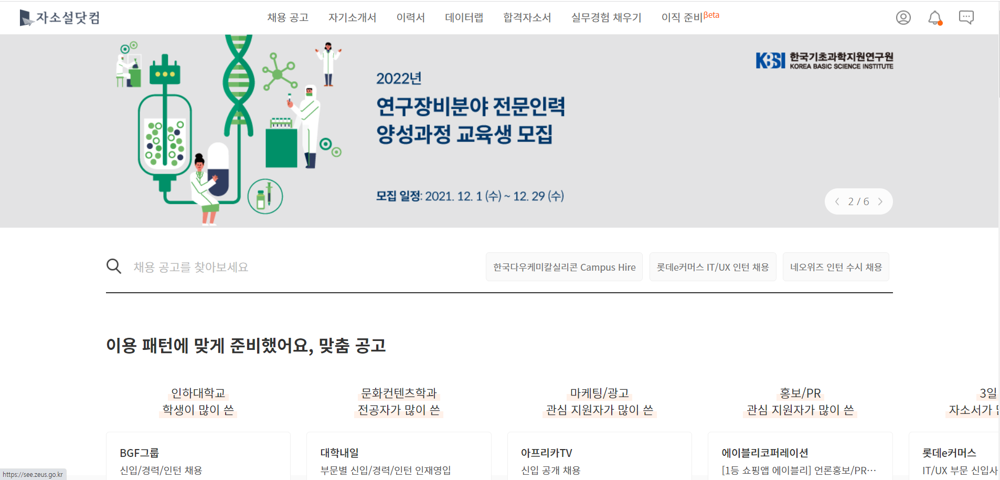 자소설닷컴
채용 공고 자기소개서 이력서 데이터랩 합격자소서 실무경험 채우기 이직 준비 βeta
KBSI 한국기초과학지원연구원
KOREA BASIC SCIENCE INSTITUTE
2022년
연구장비분야 전문인력
양성과정 교육생 모집
모집 일정: 2021. 12. 1 (수) ~ 12. 29 (수)
2 / 6
채용 공고를 찾아보세요
한국다우케미칼실리콘 Campus Hire
롯데e커머스 IT/UX 인턴 채용
네오위즈 인턴 수시 채용
이용 패턴에 맞게 준비했어요, 맞춤 공고
인하대학교
학생이 많이 쓴
BGF그룹
신입/경력/인턴 채용
문화컨텐츠학과
전공자가 많이 쓴
대학내일
부문별 신입/경력/인턴 인재영입
마케팅/광고
관심 지원자가 많이 쓴
아프리카TV
신입 공개 채용
홍보/PR
관심 지원자가 많이 쓴
에이블리코퍼레이션
[1등 쇼핑앱 에이블리] 언론홍보/PR…
3일
자소서가
롯데e커머스
IT/UX 부문 신입사
https://see.zeus.go.kr